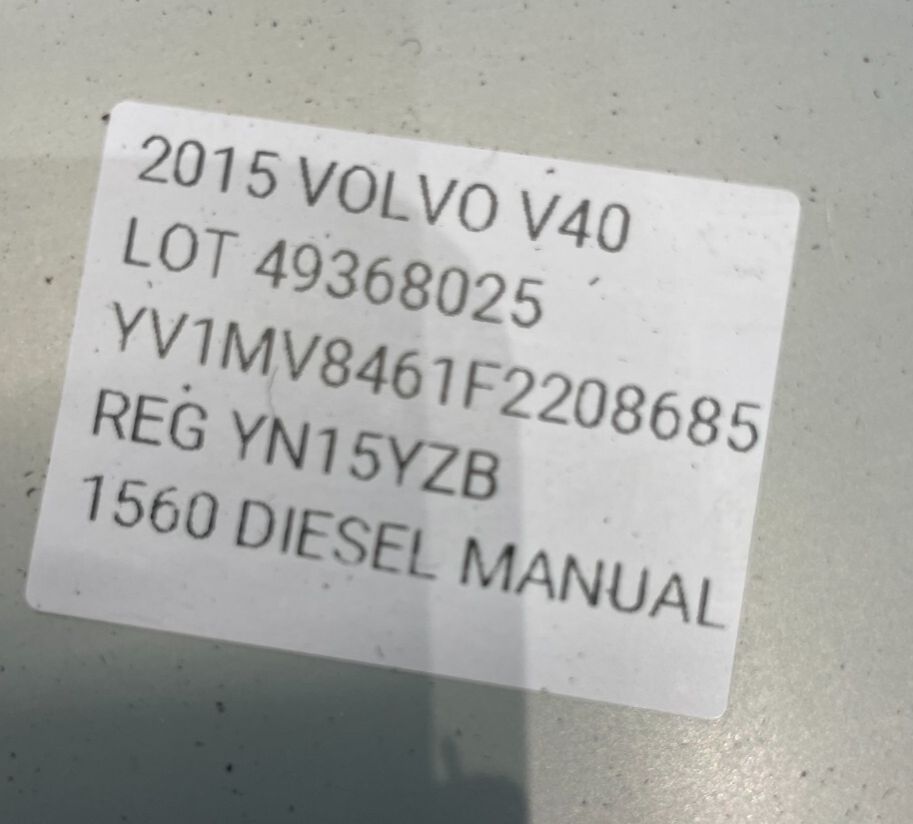 2015 VOLVO V40
LOT 49368025
YV1MV8461F2208685
REG YN15YZB
1560 DIESEL MANUAL